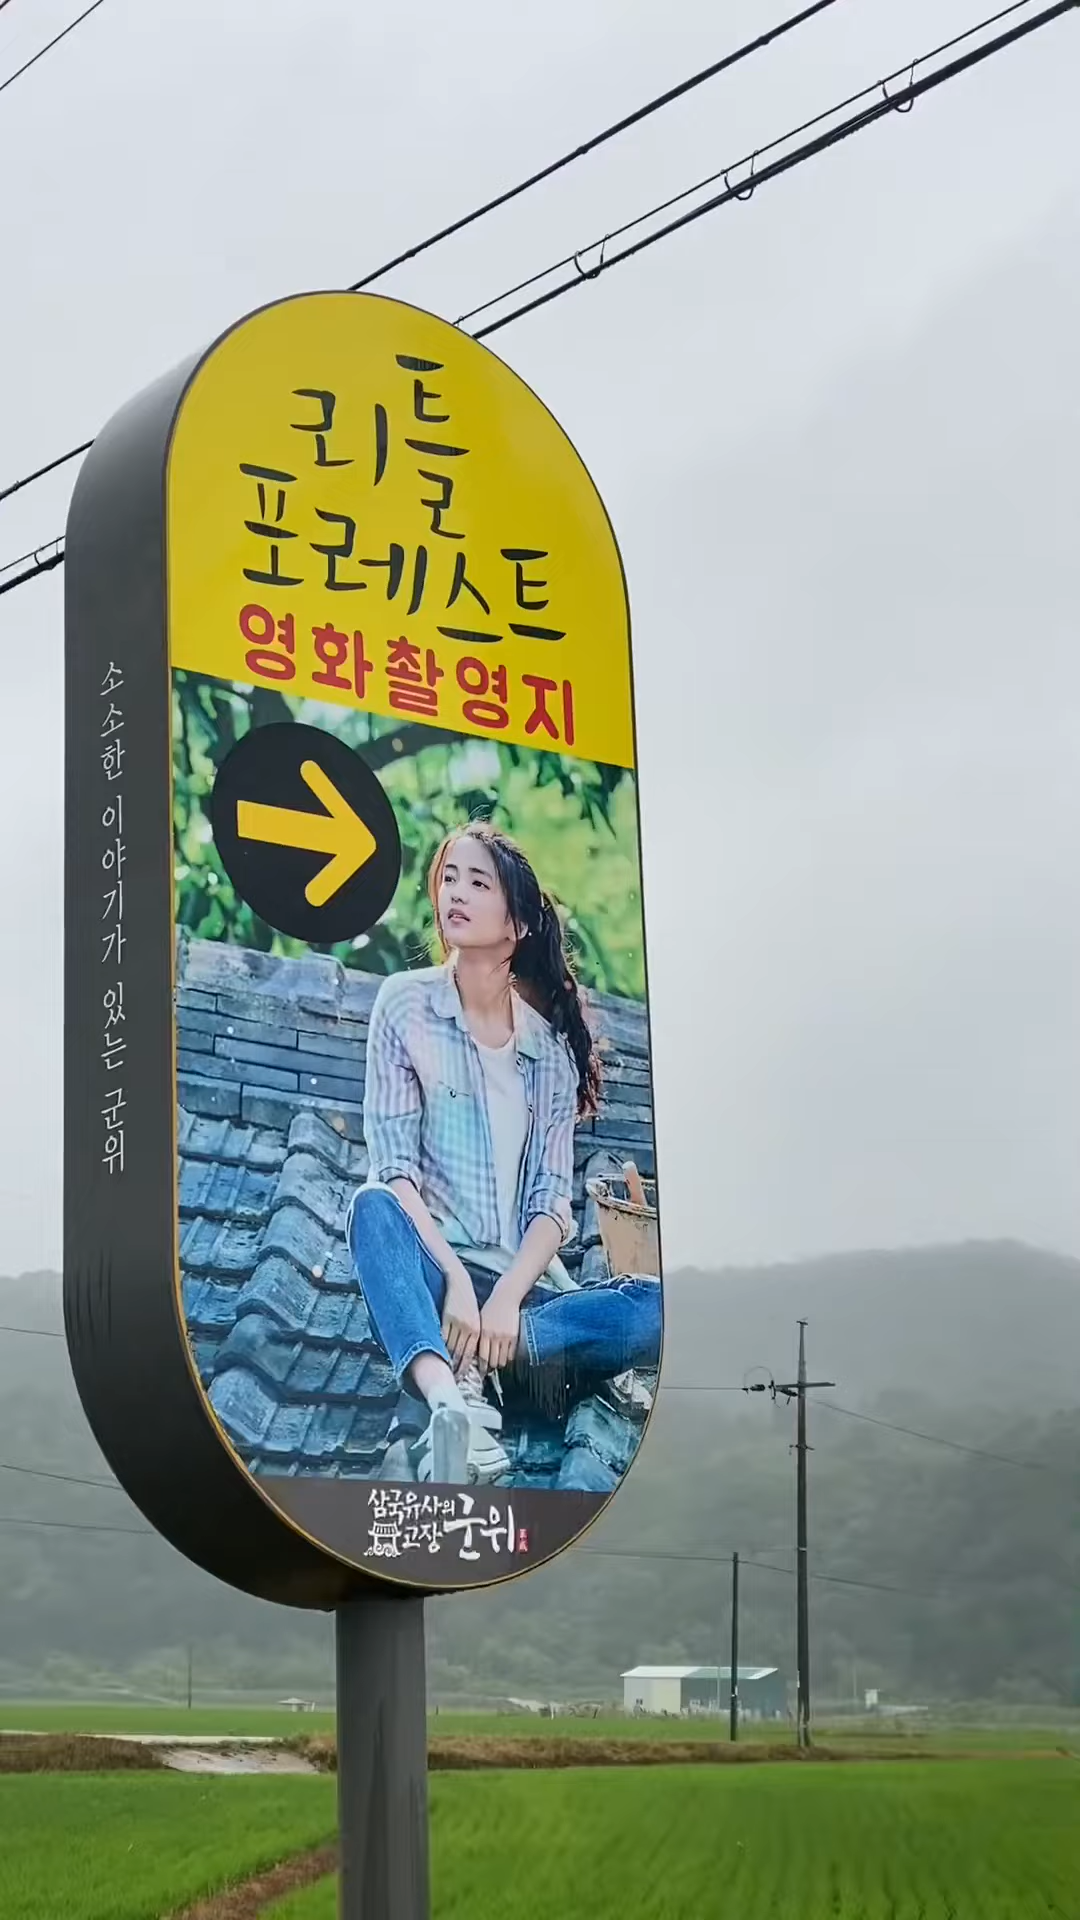 리틀
포레스트
영화촬영지
소소한 이야기가 있는 군위
삼국유사의
고장 군위